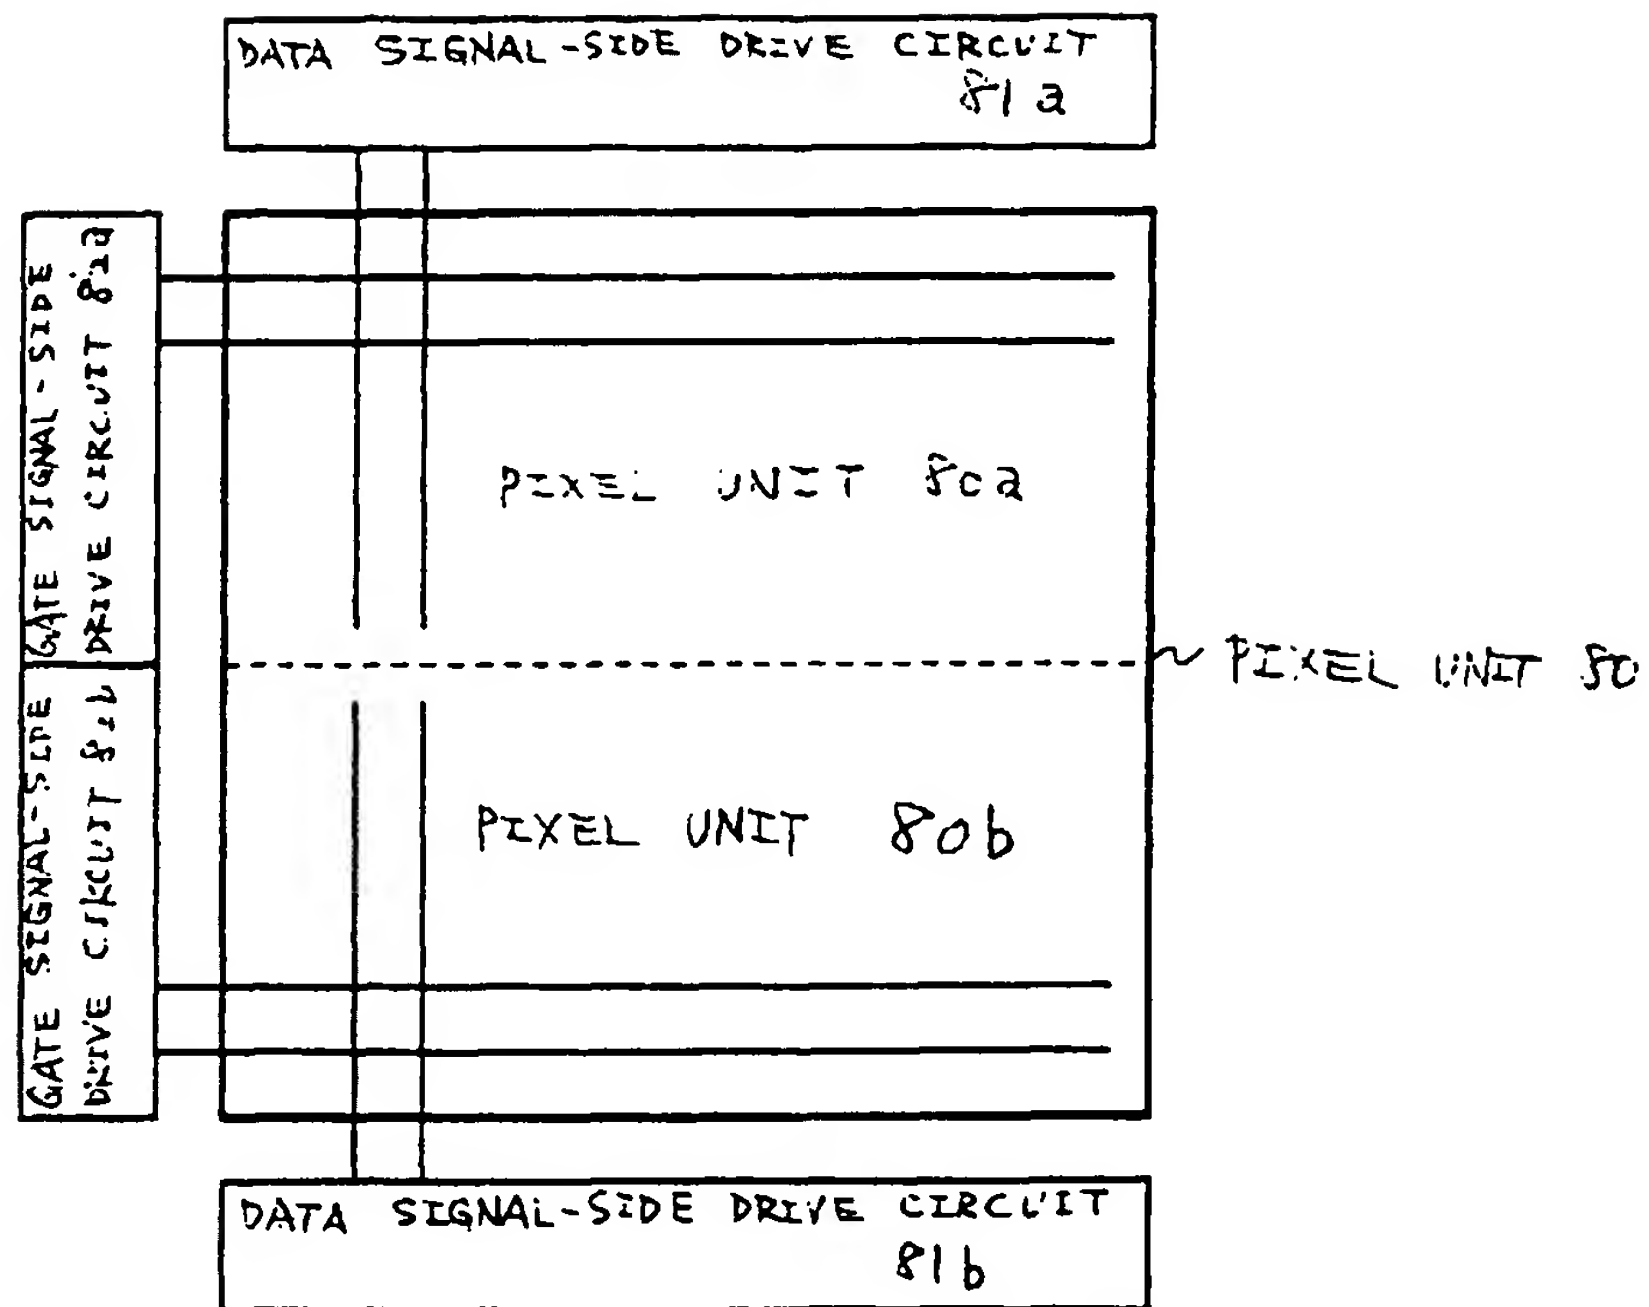 DATA SIGNAL-SIDE DRIVE CIRCUIT
81a
GATE SIGNAL-SIDE
DRIVE CIRCUIT 82a
PIXEL UNIT 80a
PIXEL UNIT 80
GATE SIGNAL-SIDE
DRIVE CIRCUIT 82b
PIXEL UNIT 80b
DATA SIGNAL-SIDE DRIVE CIRCUIT
81b